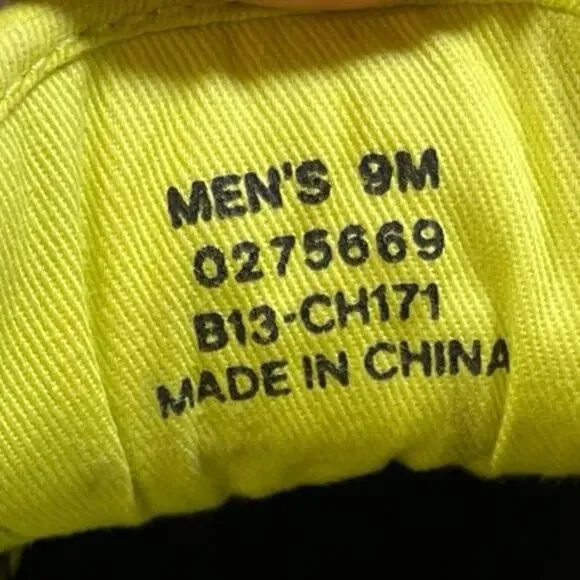 MEN'S 9M
0275669
B13-CH171
MADE IN CHINA